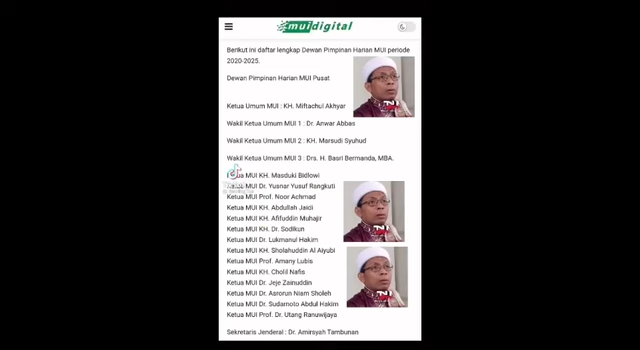 muidigital
Berikut ini daftar lengkap Dewan Pimpinan Harian MUI periode
2020-2025.
Dewan Pimpinan Harian MUI Pusat
Ketua Umum MUI : KH. Miftachul Akhyar
Wakil Ketua Umum MUI 1 : Dr. Anwar Abbas
Wakil Ketua Umum MUI 2 : KH. Marsudi Syuhud
Wakil Ketua Umum MUI 3 : Drs. H. Basri Bermanda, MBA.
Ketua MUI KH. Masduki Bidlowi
Ketua MUI Dr. Yusnar Yusuf Rangkuti
Ketua MUI Prof. Noor Achmad
Ketua MUI KH. Abdullah Jaidi
Ketua MUI KH. Afifuddin Muhajir
Ketua MUI KH. Dr. Sodikun
Ketua MUI Dr. Lukmanul Hakim
Ketua MUI KH. Sholahuddin Al Aiyubi
Ketua MUI Prof. Amany Lubis
Ketua MUI KH. Cholil Nafis
Ketua MUI Dr. Jeje Zainuddin
Ketua MUI Dr. Asrorun Niam Sholeh
Ketua MUI Dr. Sudarnoto Abdul Hakim
Ketua MUI Prof. Dr. Utang Ranuwijaya
Sekretaris Jenderal : Dr. Amirsyah Tambunan